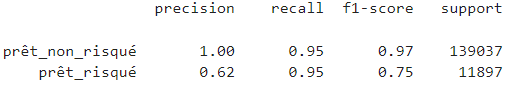 precision recall f1-score support
prêt_non_risqué 1.00 0.95 0.97 139037
prêt_risqué 0.62 0.95 0.75 11897